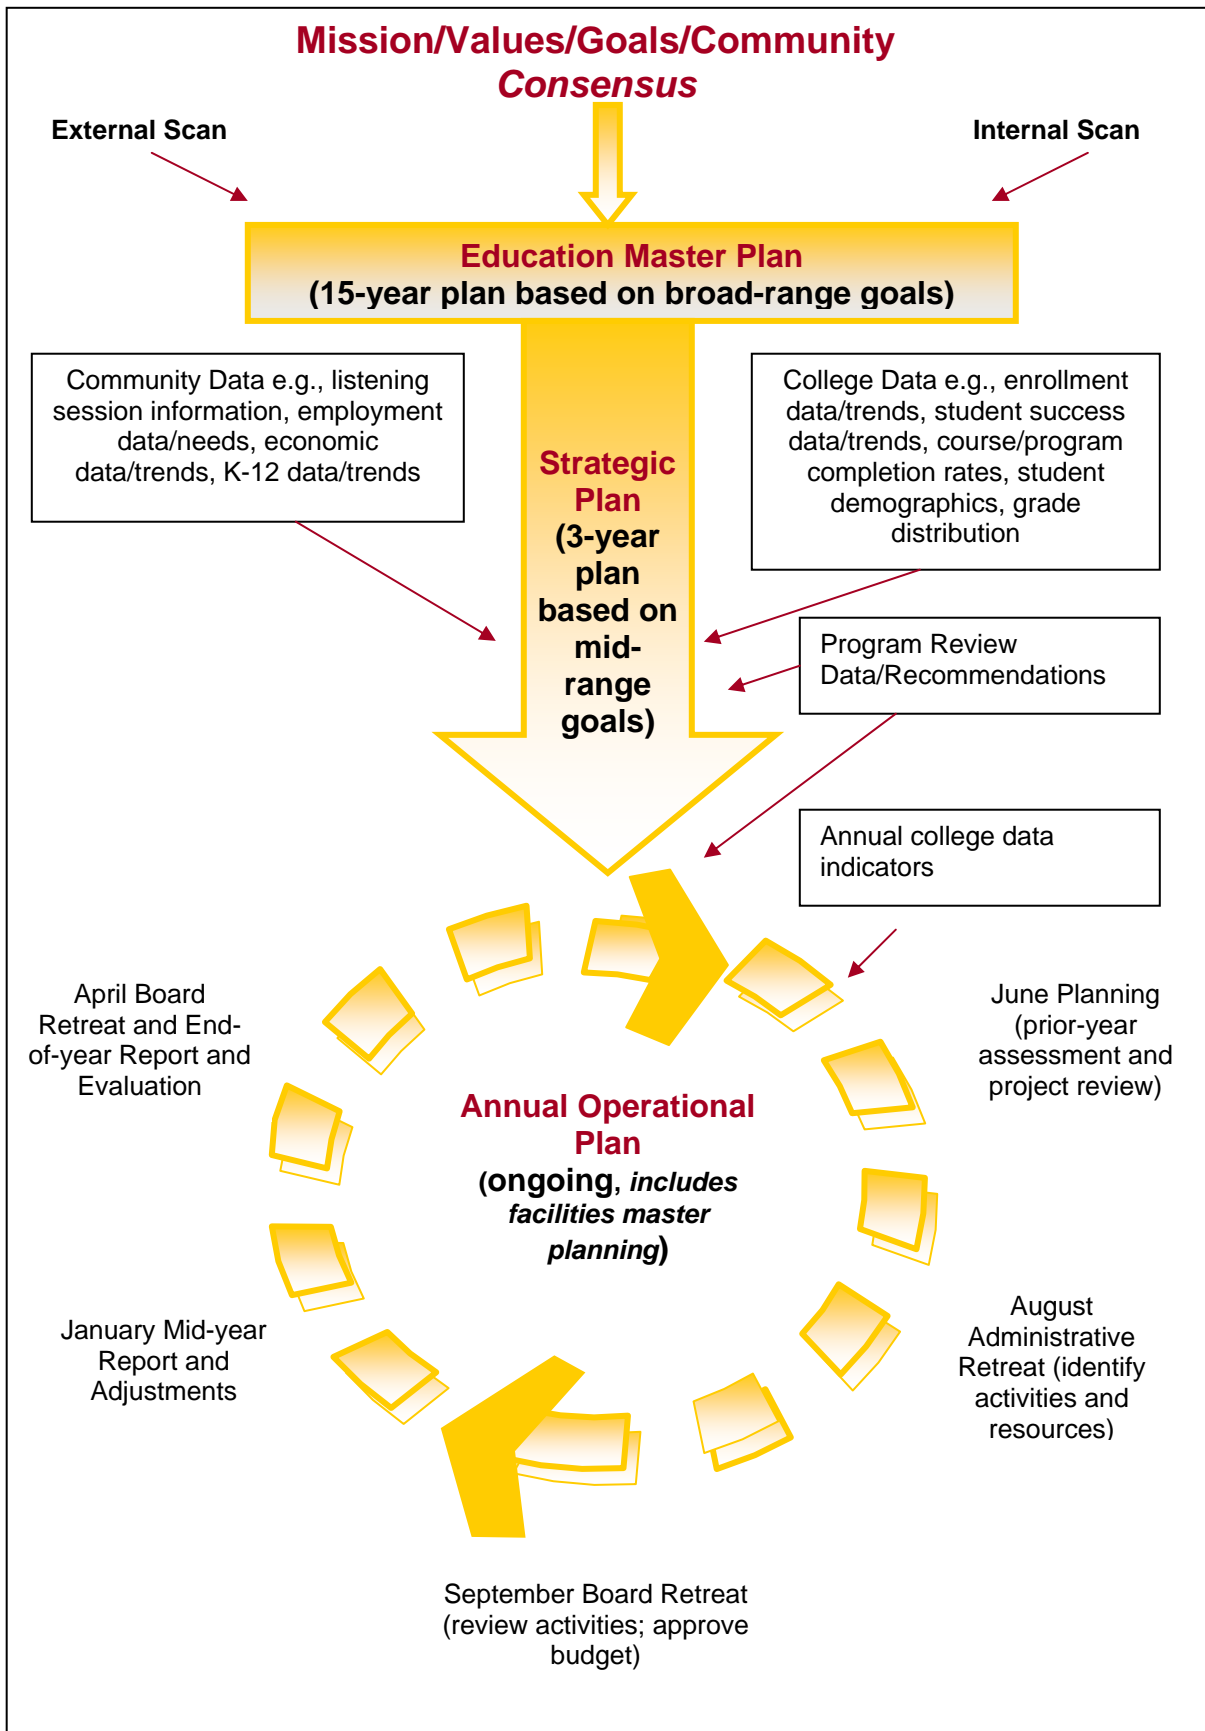 Mission/Values/Goals/Community
Consensus
External Scan
Internal Scan
Education Master Plan
(15-year plan based on broad-range goals)
Community Data e.g., listening
session information, employment
data/needs, economic
data/trends, K-12 data/trends
College Data e.g., enrollment
data/trends, student success
data/trends, course/program
completion rates, student
demographics, grade
distribution
Strategic
Plan
(3-year
plan
based on
mid-
range
goals)
Program Review
Data/Recommendations
Annual college data
indicators
April Board
Retreat and End-
of-year Report and
Evaluation
June Planning
(prior-year
assessment and
project review)
Annual Operational
Plan
(ongoing, includes
facilities master
planning)
January Mid-year
Report and
Adjustments
August
Administrative
Retreat (identify
activities and
resources)
September Board Retreat
(review activities; approve
budget)